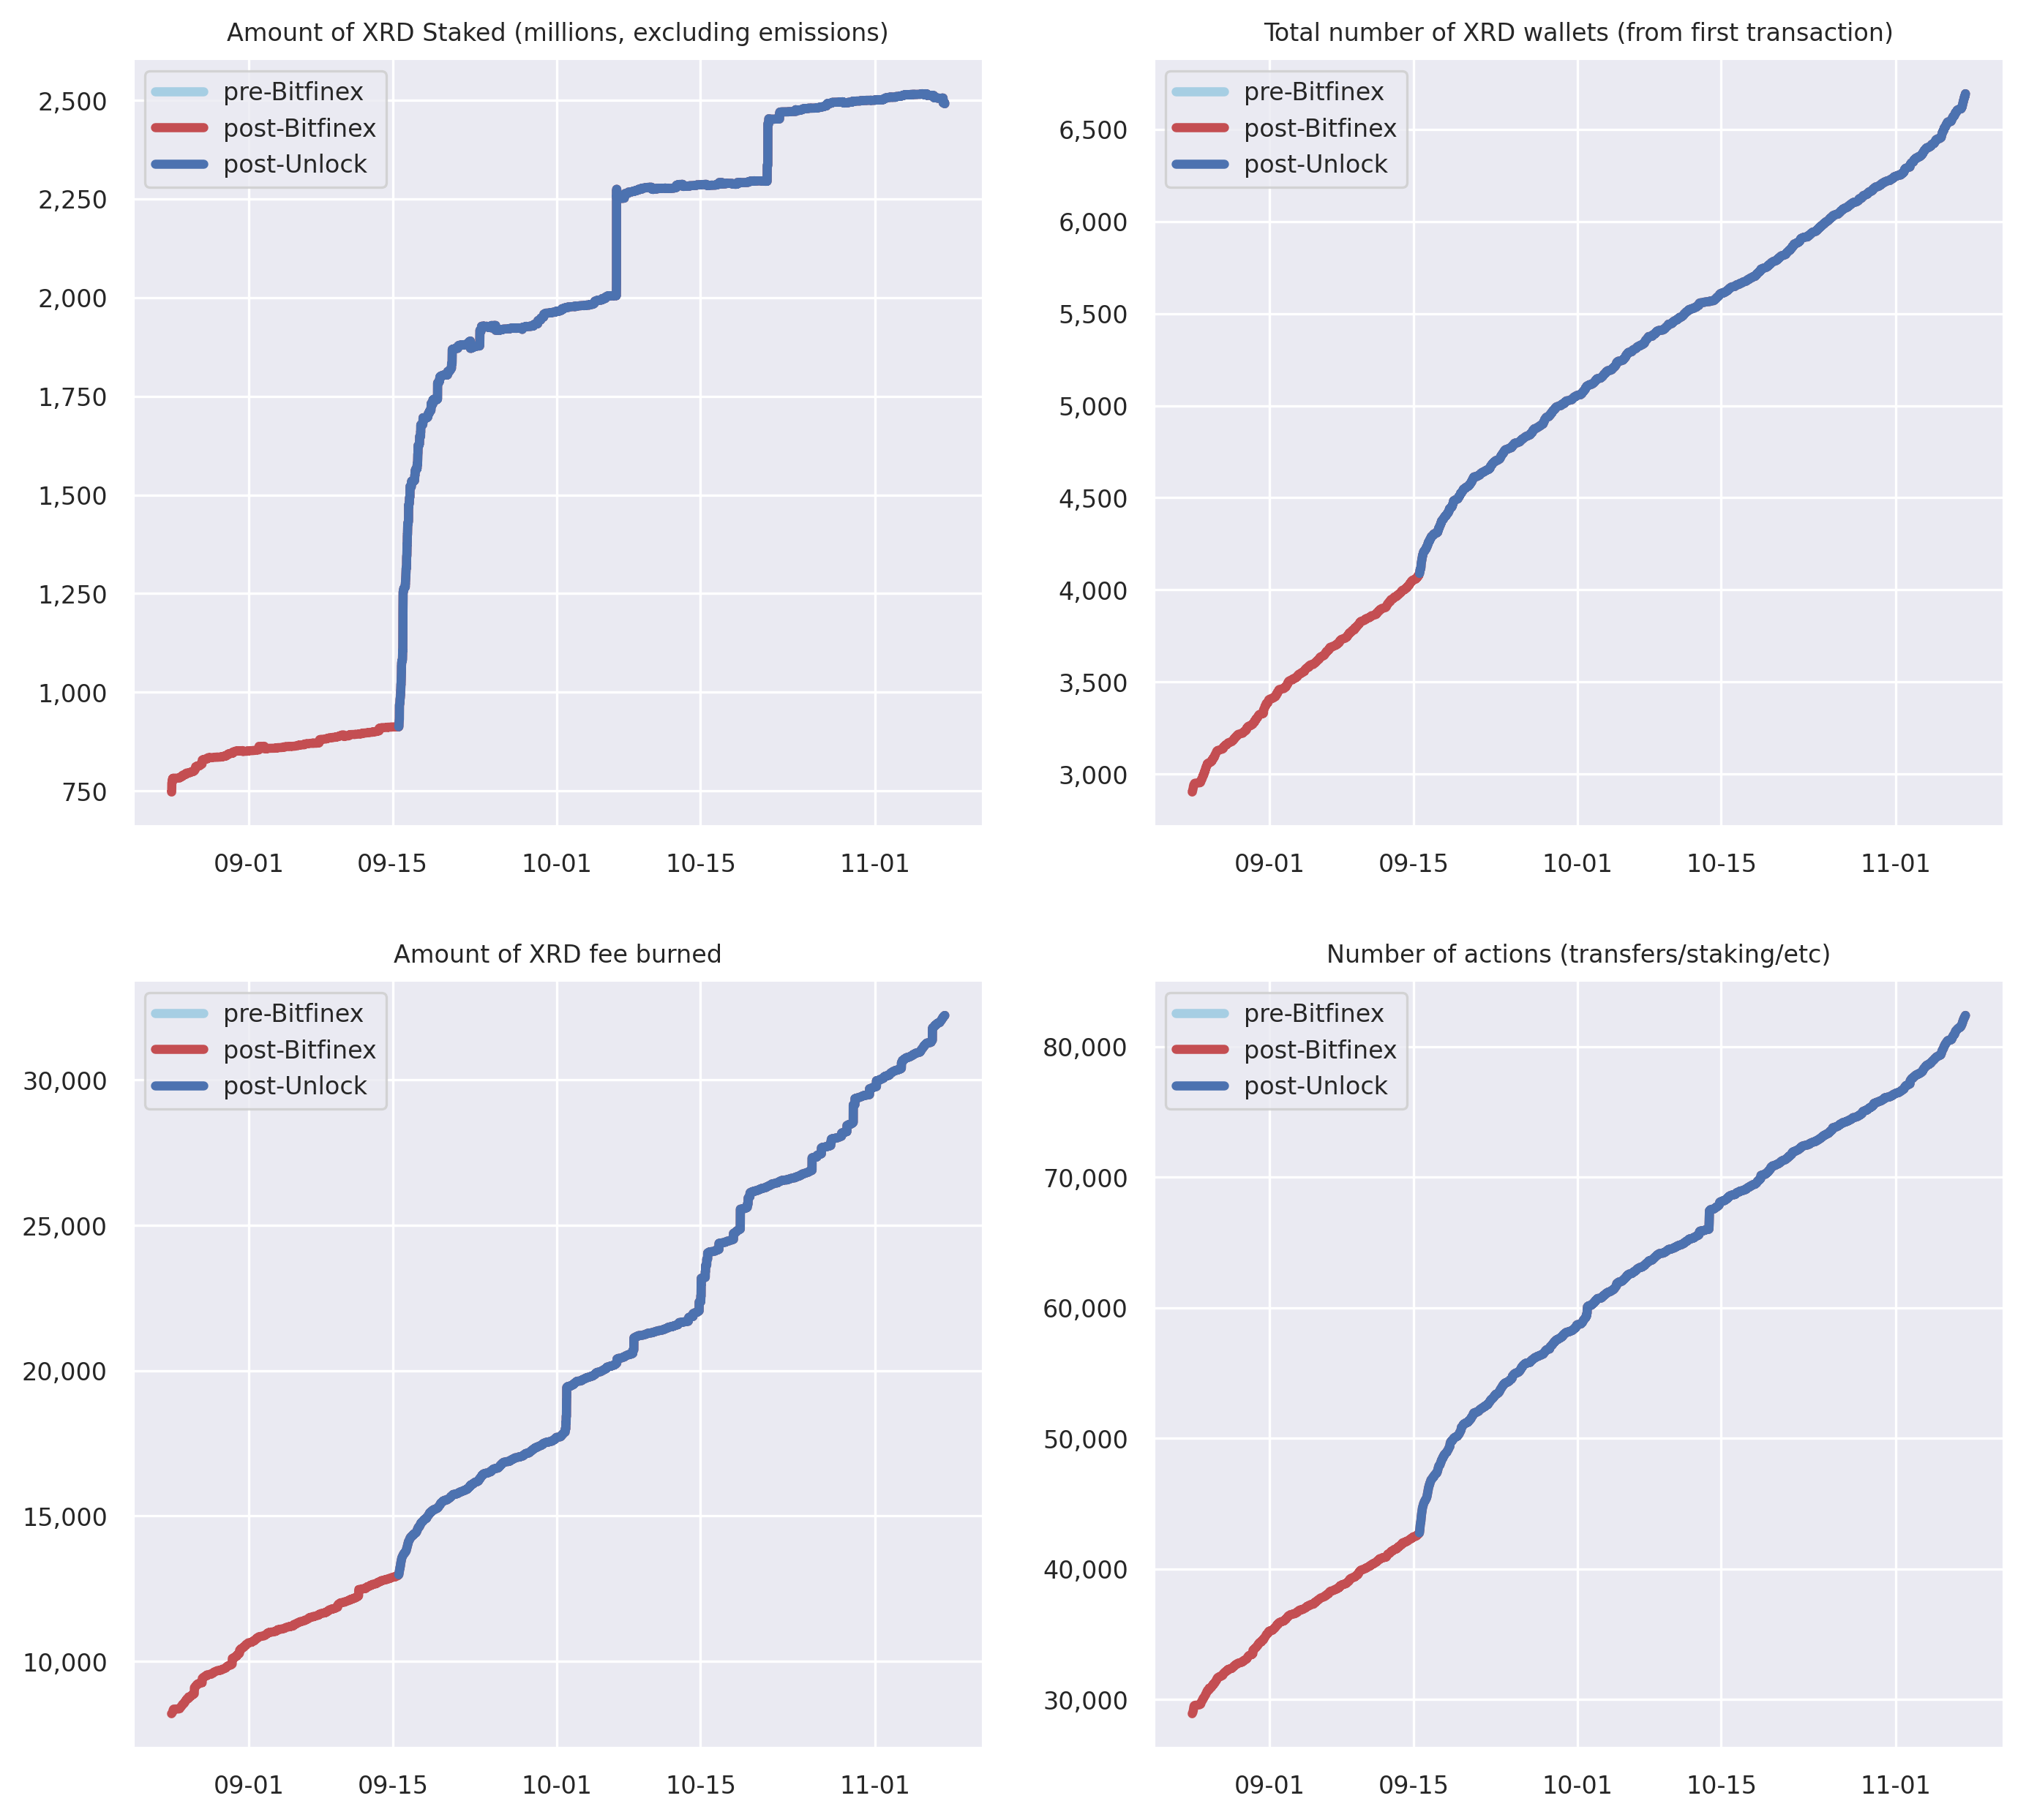 Amount of XRD Staked (millions, excluding emissions)
pre-Bitfinex
post-Bitfinex
post-Unlock
2,500
2,250
2,000
1,750
1,500
1,250
1,000
750
09-01 09-15 10-01 10-15 11-01
Total number of XRD wallets (from first transaction)
pre-Bitfinex
post-Bitfinex
post-Unlock
6,500
6,000
5,500
5,000
4,500
4,000
3,500
3,000
09-01 09-15 10-01 10-15 11-01
Amount of XRD fee burned
pre-Bitfinex
post-Bitfinex
post-Unlock
30,000
25,000
20,000
15,000
10,000
09-01 09-15 10-01 10-15 11-01
Number of actions (transfers/staking/etc)
pre-Bitfinex
post-Bitfinex
post-Unlock
80,000
70,000
60,000
50,000
40,000
30,000
09-01 09-15 10-01 10-15 11-01